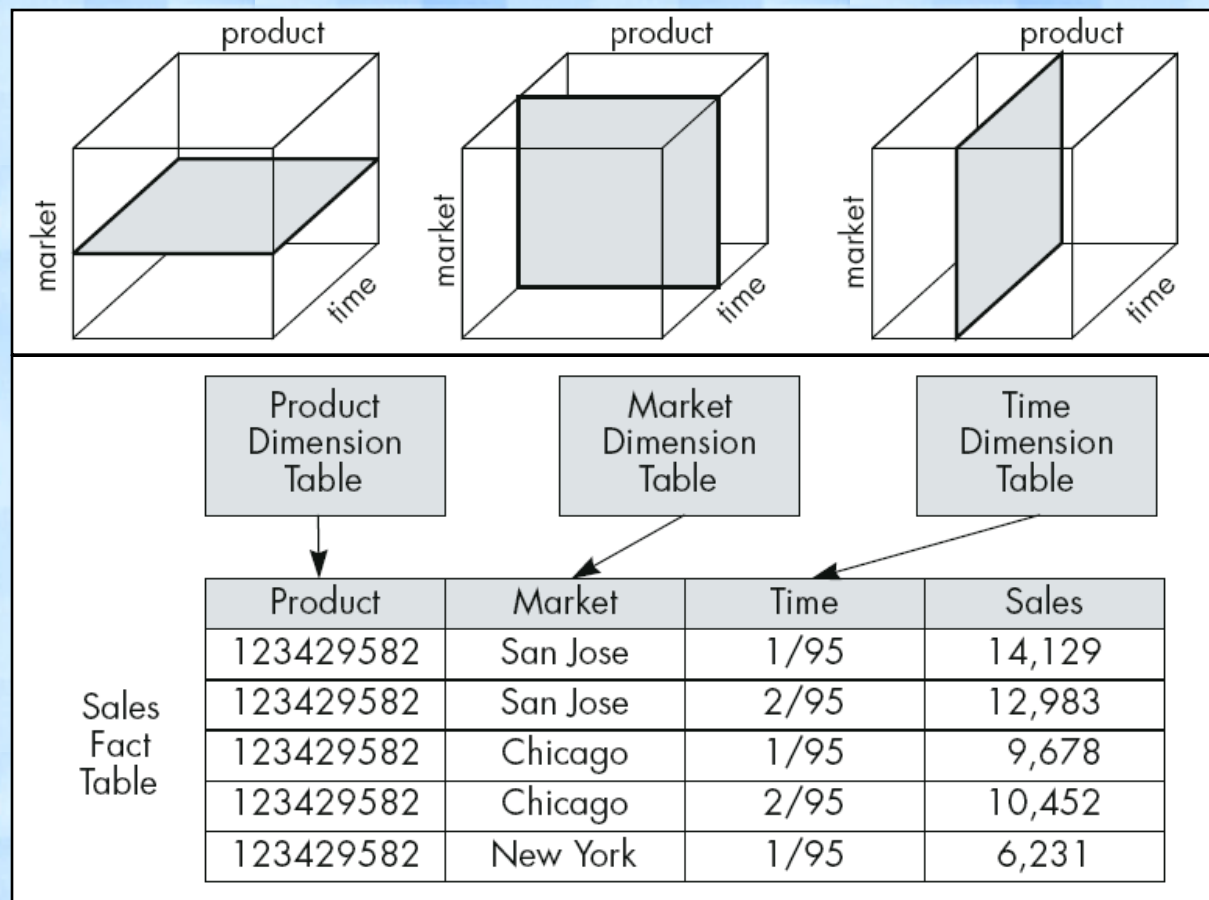 product
market
time
product
market
time
product
market
time
Product
Dimension
Table
Market
Dimension
Table
Time
Dimension
Table
Sales
Fact
Table
Product Market Time Sales
123429582 San Jose 1/95 14,129
123429582 San Jose 2/95 12,983
123429582 Chicago 1/95 9,678
123429582 Chicago 2/95 10,452
123429582 New York 1/95 6,231